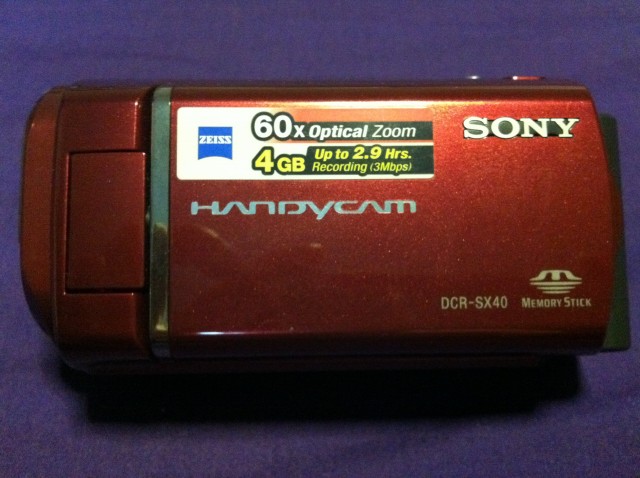 ZEISS
60x Optical Zoom
4GB Up to 2.9 Hrs.
Recording (3Mbps)
SONY
HANDYCAM
DCR-SX40
MEMORY STICK